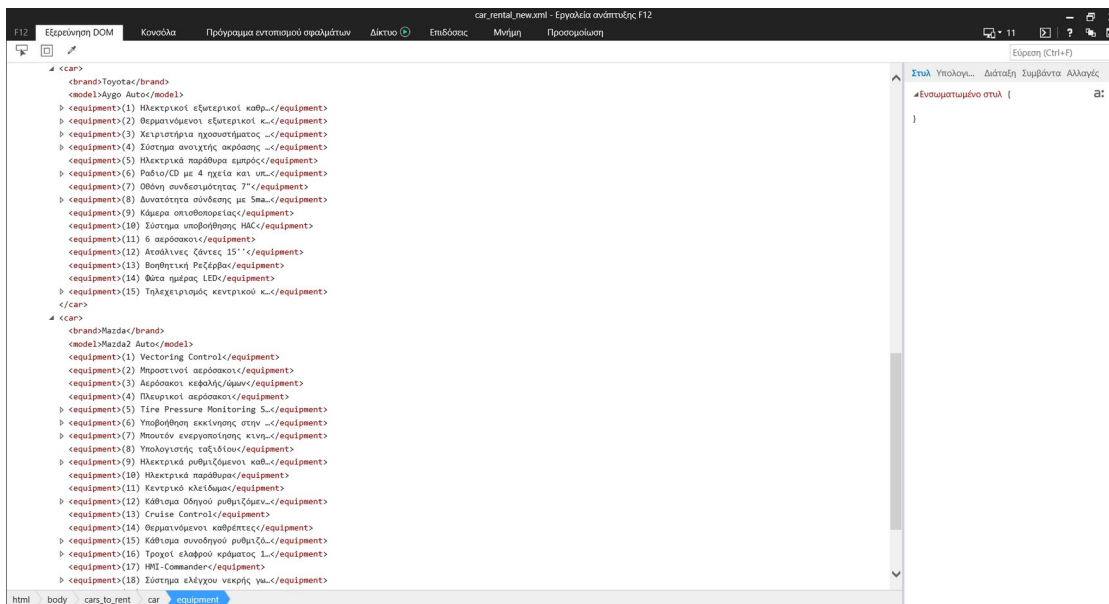 car_rental_new.xml - Εργαλεία ανάπτυξης F12
F12 Εξερεύνηση DOM Κονσόλα Πρόγραμμα εντοπισμού σφαλμάτων Δίκτυο Επιδόσεις Μνήμη Προσομοίωση 11 ?
Εύρεση (Ctrl+F)
Στυλ Υπολογι... Διάταξη Συμβάντα Αλλαγές
Ενσωματωμένο στυλ { a:
}
<car>
<brand>Toyota</brand>
<model>Aygo Auto</model>
<equipment>(1) Ηλεκτρικοί εξωτερικοί καθρ…</equipment>
<equipment>(2) Θερμαινόμενοι εξωτερικοί κ…</equipment>
<equipment>(3) Χειριστήρια ηχοσυστήματος …</equipment>
<equipment>(4) Σύστημα ανοιχτής ακρόασης …</equipment>
<equipment>(5) Ηλεκτρικά παράθυρα εμπρός</equipment>
<equipment>(6) Ραδιο/CD με 4 ηχεία και υπ…</equipment>
<equipment>(7) Οθόνη συνδεσιμότητας 7"</equipment>
<equipment>(8) Δυνατότητα σύνδεσης με Sma…</equipment>
<equipment>(9) Κάμερα οπισθοπορείας</equipment>
<equipment>(10) Σύστημα υποβοήθησης HAC</equipment>
<equipment>(11) 6 αερόσακοι</equipment>
<equipment>(12) Ατσάλινες ζάντες 15''</equipment>
<equipment>(13) Βοηθητική Ρεζέρβα</equipment>
<equipment>(14) Φώτα ημέρας LED</equipment>
<equipment>(15) Τηλεχειρισμός κεντρικού κ…</equipment>
</car>
<car>
<brand>Mazda</brand>
<model>Mazda2 Auto</model>
<equipment>(1) Vectoring Control</equipment>
<equipment>(2) Μπροστινοί αερόσακοι</equipment>
<equipment>(3) Αερόσακοι κεφαλής/ώμων</equipment>
<equipment>(4) Πλευρικοί αερόσακοι</equipment>
<equipment>(5) Tire Pressure Monitoring S…</equipment>
<equipment>(6) Υποβοήθηση εκκίνησης στην …</equipment>
<equipment>(7) Μπουτόν ενεργοποίησης κινη…</equipment>
<equipment>(8) Υπολογιστής ταξιδίου</equipment>
<equipment>(9) Ηλεκτρικά ρυθμιζόμενοι καθ…</equipment>
<equipment>(10) Ηλεκτρικά παράθυρα</equipment>
<equipment>(11) Κεντρικό κλείδωμα</equipment>
<equipment>(12) Κάθισμα Οδηγού ρυθμιζόμεν…</equipment>
<equipment>(13) Cruise Control</equipment>
<equipment>(14) Θερμαινόμενοι καθρέπτες</equipment>
<equipment>(15) Κάθισμα συνοδηγού ρυθμιζό…</equipment>
<equipment>(16) Τροχοί ελαφρού κράματος 1…</equipment>
<equipment>(17) HMI-Commander</equipment>
<equipment>(18) Σύστημα ελέγχου νεκρής γω…</equipment>
html body cars_to_rent car equipment